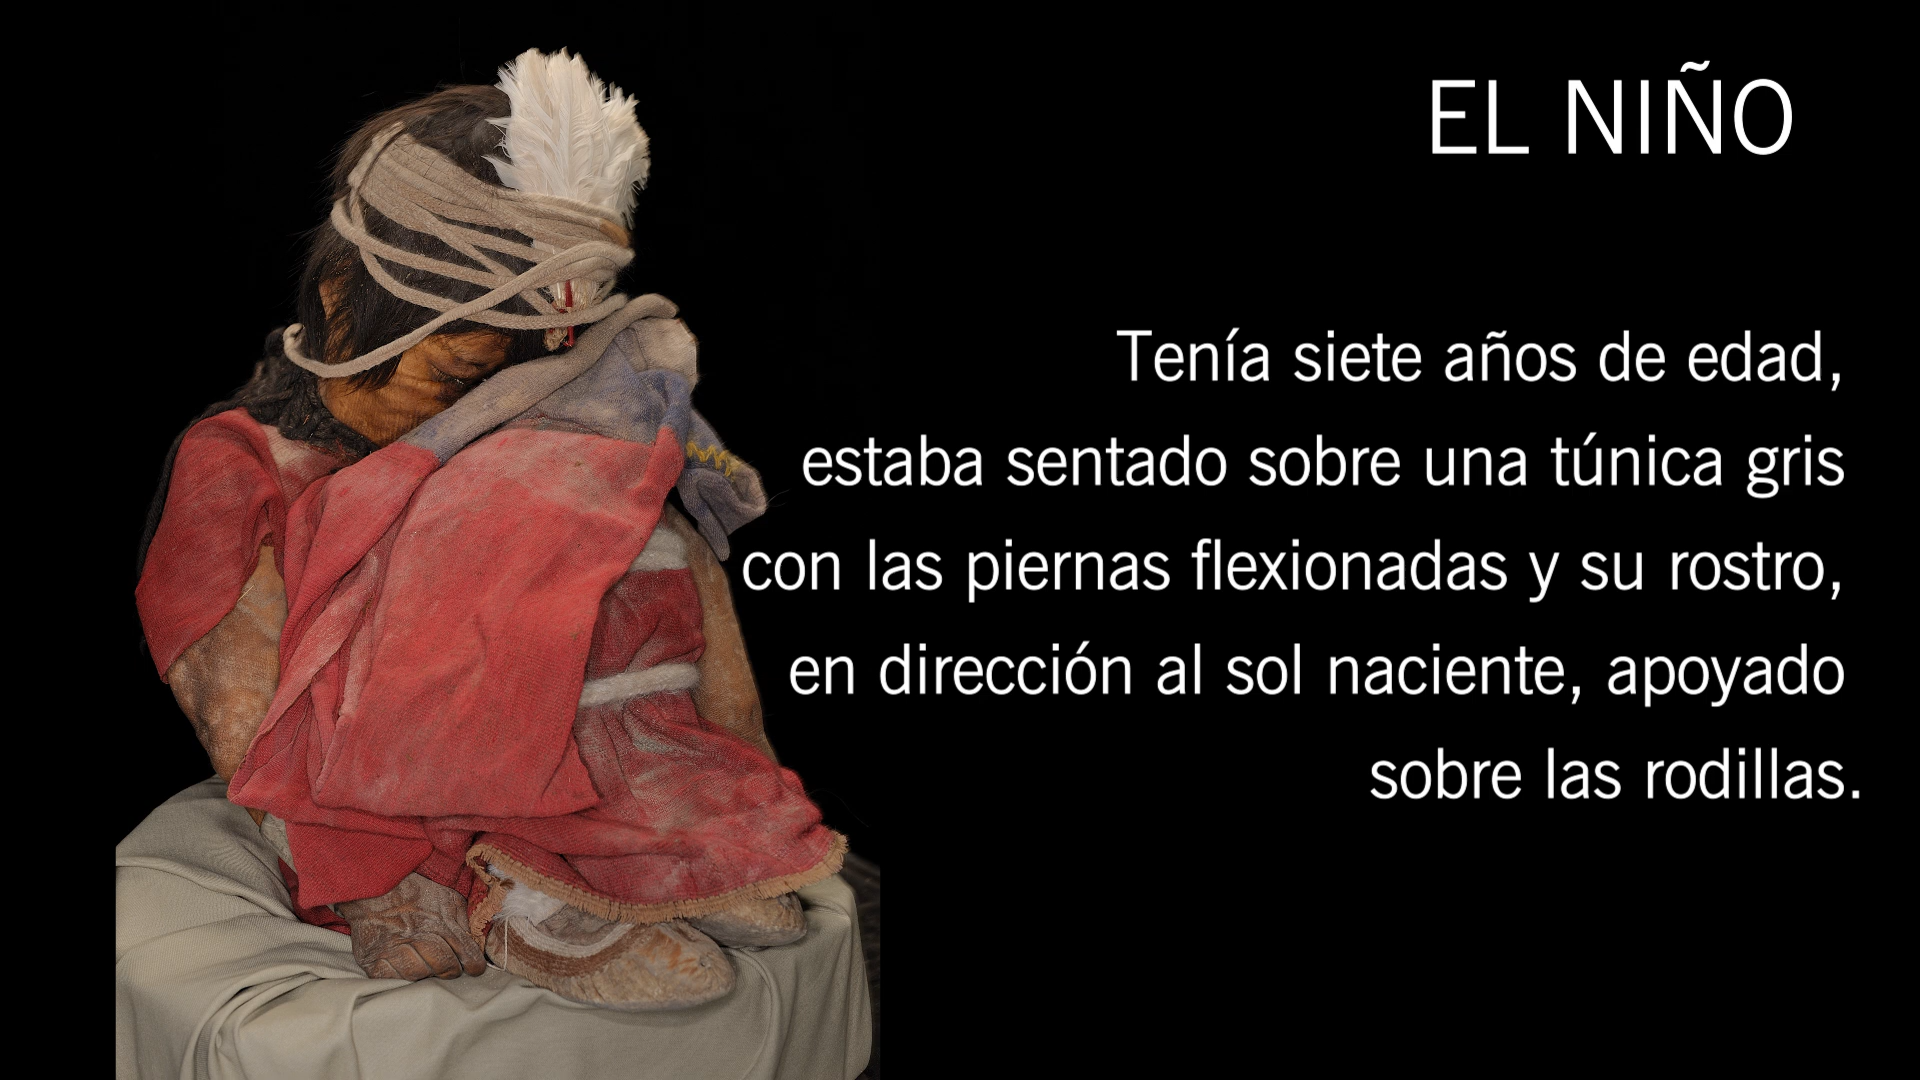 EL NIÑO
Tenía siete años de edad,
estaba sentado sobre una túnica gris
con las piernas flexionadas y su rostro,
en dirección al sol naciente, apoyado
sobre las rodillas.